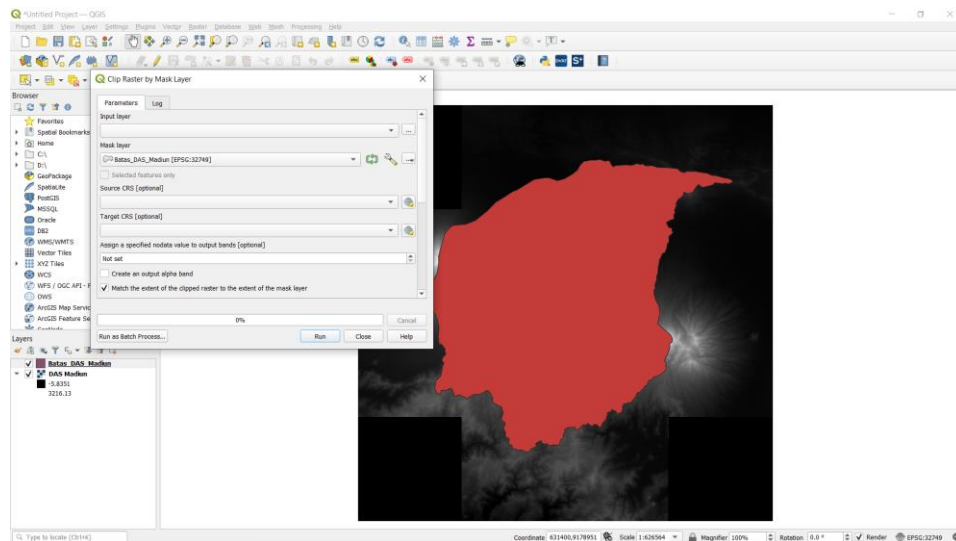 *Untitled Project — QGIS
Project Edit View Layer Settings Plugins Vector Raster Database Web Mesh Processing Help
Browser
Favorites
Spatial Bookmarks
Home
C:\
D:\
GeoPackage
SpatiaLite
PostGIS
MSSQL
Oracle
DB2
WMS/WMTS
Vector Tiles
XYZ Tiles
WCS
WFS / OGC API - F
OWS
ArcGIS Map Servic
ArcGIS Feature Se
Layers
Batas_DAS_Madiun
DAS Madiun
-5.8351
3216.13
Clip Raster by Mask Layer
Parameters Log
Input layer
Mask layer
Batas_DAS_Madiun [EPSG:32749]
Selected features only
Source CRS [optional]
Target CRS [optional]
Assign a specified nodata value to output bands [optional]
Not set
Create an output alpha band
Match the extent of the clipped raster to the extent of the mask layer
0% Cancel
Run as Batch Process... Run Close Help
Type to locate (Ctrl+K) Coordinate 631400,9178951 Scale 1:626564 Magnifier 100% Rotation 0.0 ° Render EPSG:32749